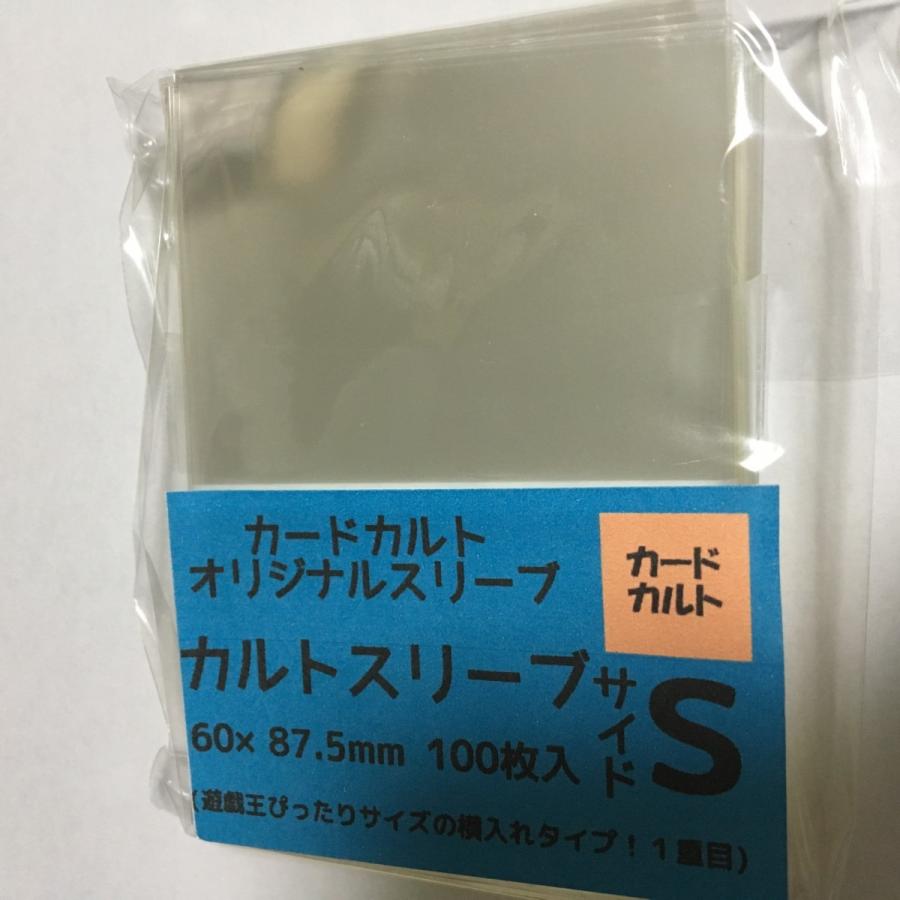 カードカルト
オリジナルスリーブ
カード
カルト
カルトスリーブ
サイド
S
60× 87.5mm 100枚入
(遊戯王ぴったりサイズの横入れタイプ!1重目)